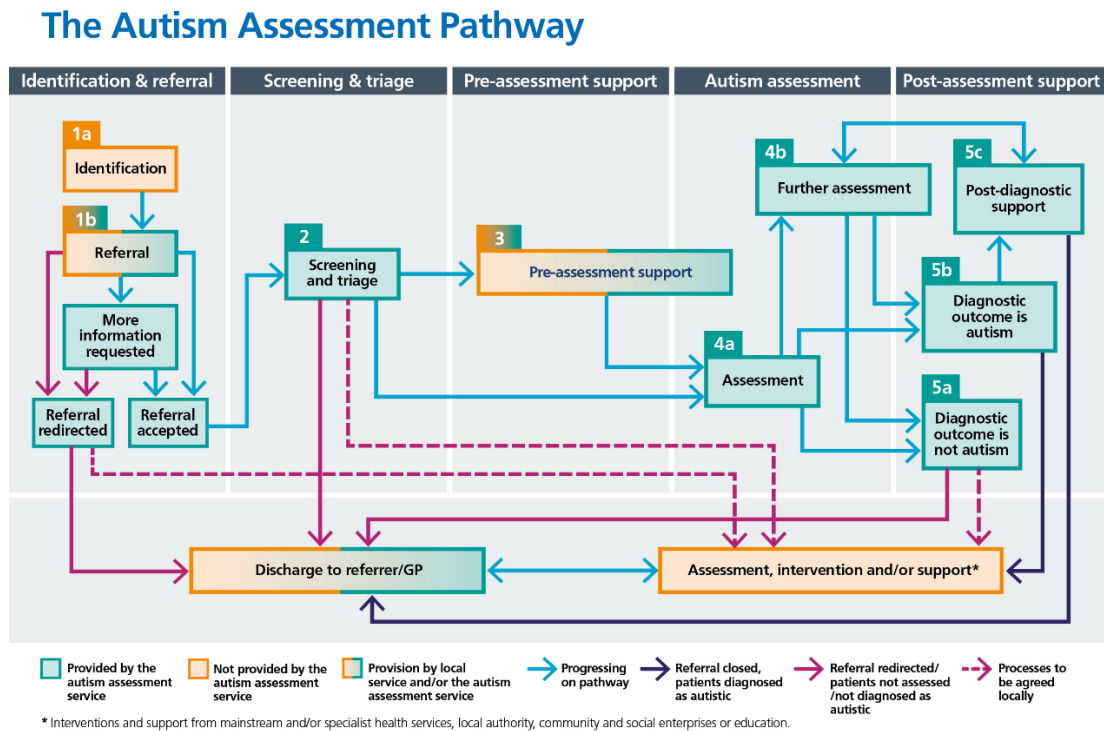 The Autism Assessment Pathway
Identification & referral
Screening & triage
Pre-assessment support
Autism assessment
Post-assessment support
1a
Identification
1b
Referral
More
information
requested
Referral
redirected
Referral
accepted
2
Screening
and triage
3
Pre-assessment support
4a
Assessment
4b
Further assessment
5c
Post-diagnostic
support
5b
Diagnostic
outcome is
autism
5a
Diagnostic
outcome is
not autism
Discharge to referrer/GP
Assessment, intervention and/or support*
Provided by the
autism assessment
service
Not provided by the
autism assessment
service
Provision by local
service and/or the autism
assessment service
Progressing
on pathway
Referral closed,
patients diagnosed
as autistic
Referral redirected/
patients not assessed
/not diagnosed as
autistic
Processes to
be agreed
locally
* Interventions and support from mainstream and/or specialist health services, local authority, community and social enterprises or education.